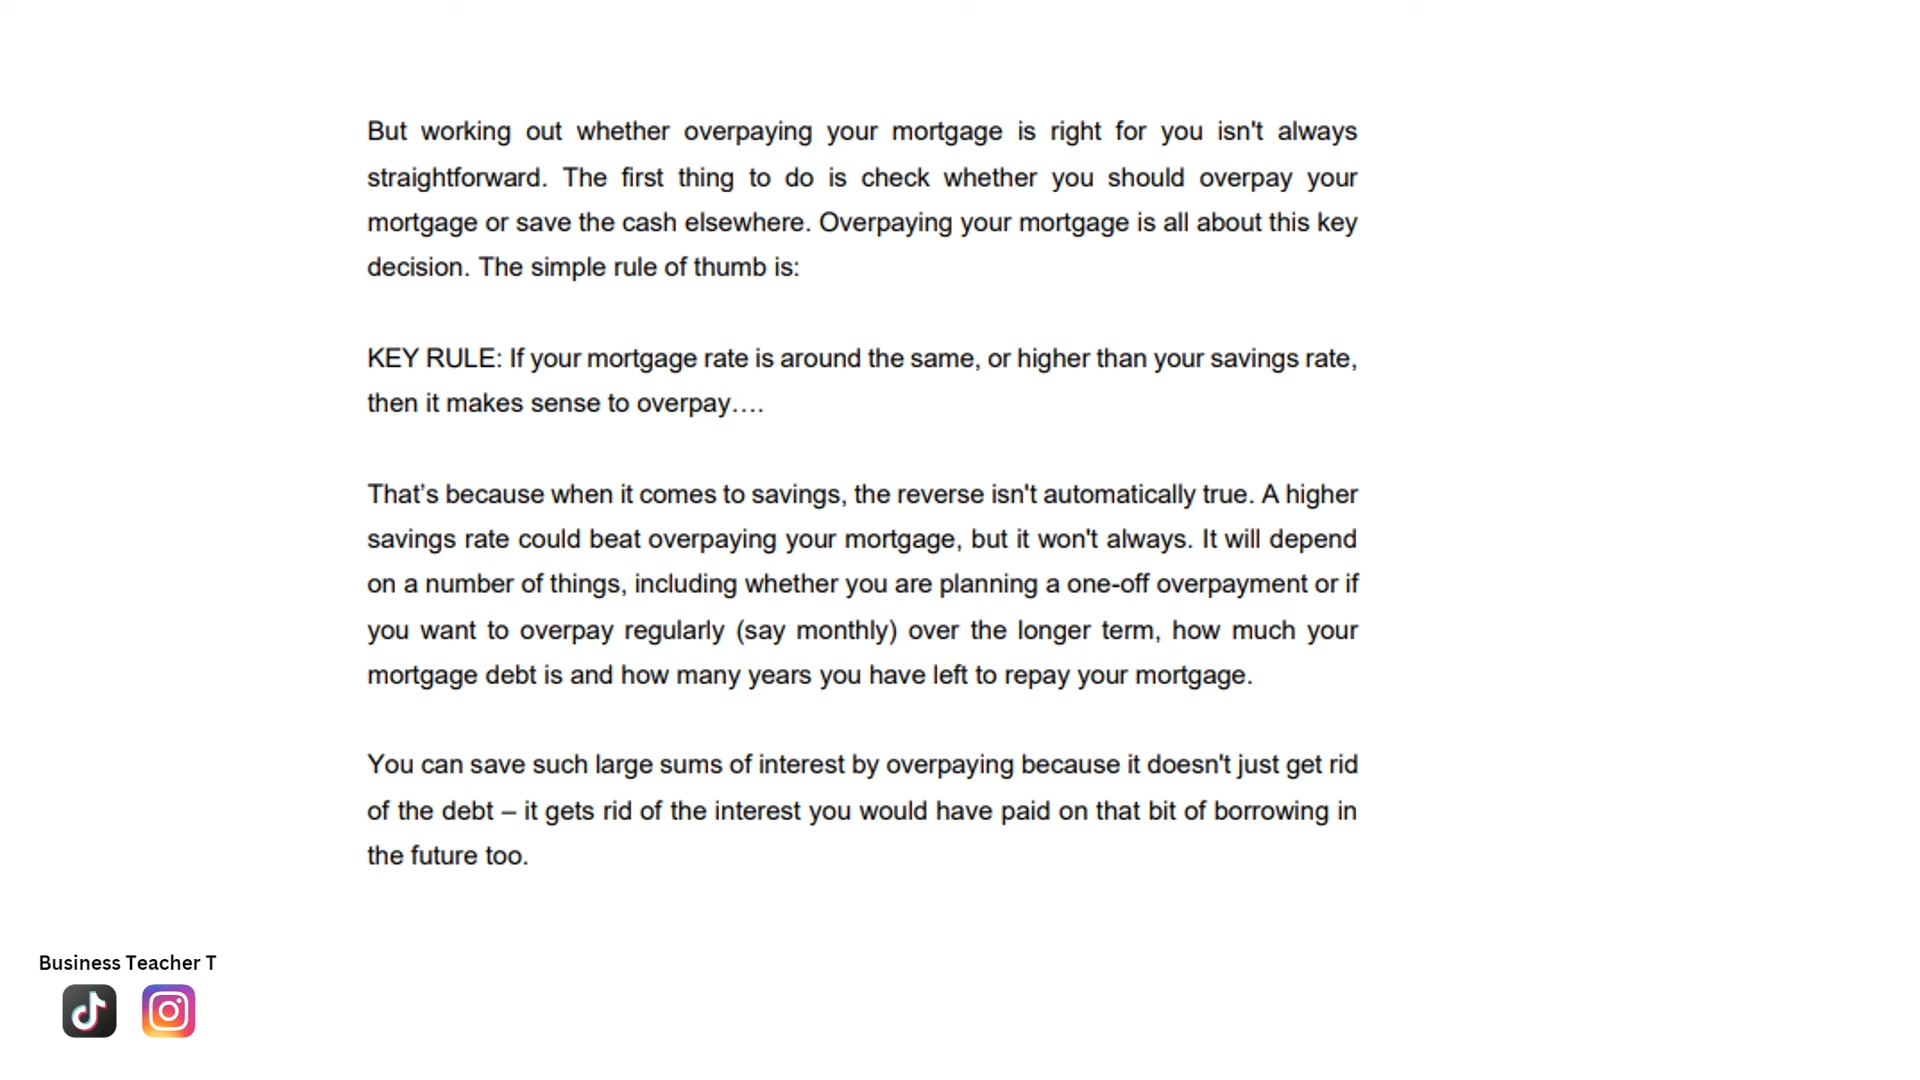 But working out whether overpaying your mortgage is right for you isn't always
straightforward. The first thing to do is check whether you should overpay your
mortgage or save the cash elsewhere. Overpaying your mortgage is all about this key
decision. The simple rule of thumb is:
KEY RULE: If your mortgage rate is around the same, or higher than your savings rate,
then it makes sense to overpay….
That’s because when it comes to savings, the reverse isn't automatically true. A higher
savings rate could beat overpaying your mortgage, but it won't always. It will depend
on a number of things, including whether you are planning a one-off overpayment or if
you want to overpay regularly (say monthly) over the longer term, how much your
mortgage debt is and how many years you have left to repay your mortgage.
You can save such large sums of interest by overpaying because it doesn't just get rid
of the debt – it gets rid of the interest you would have paid on that bit of borrowing in
the future too.
Business Teacher T